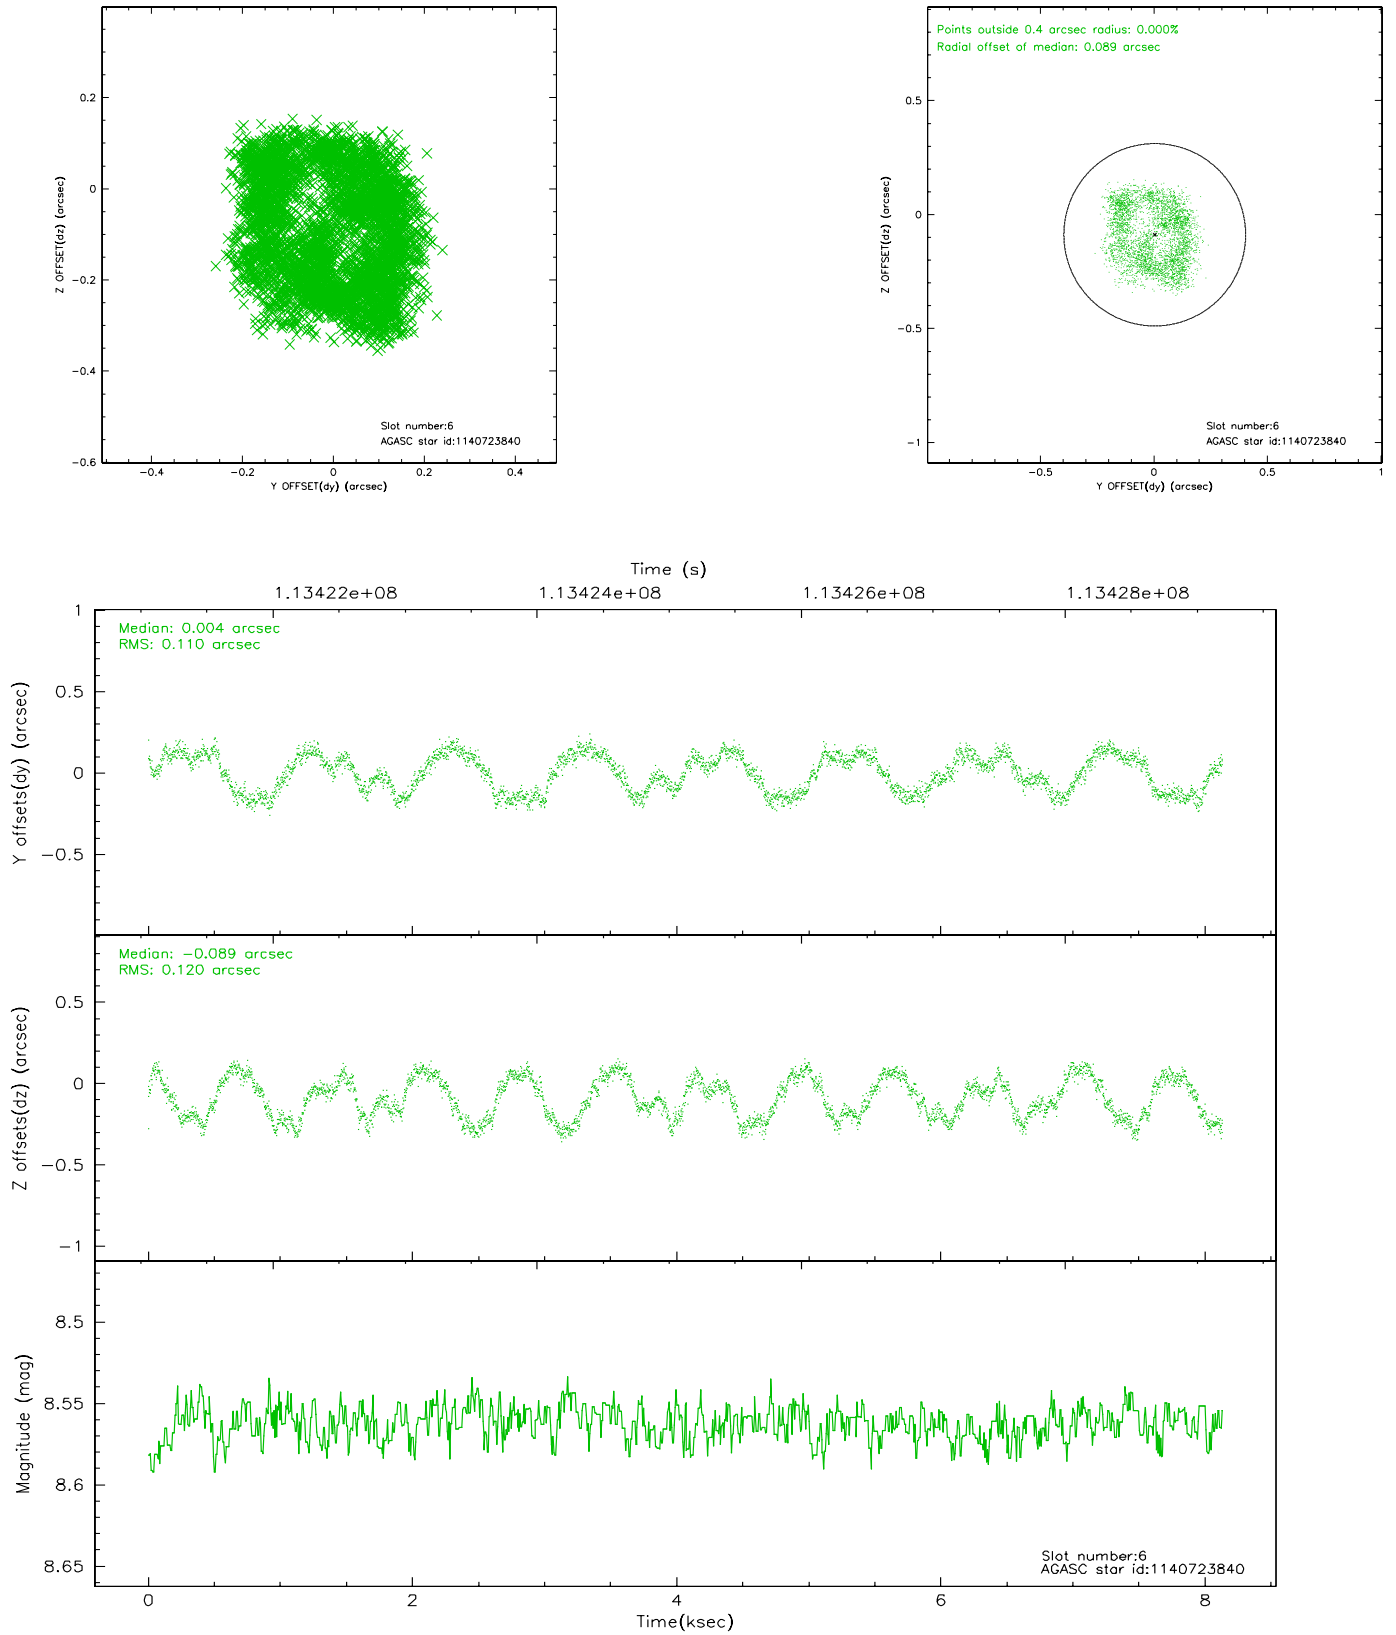 0.2
0
−0.2
−0.4
−0.6
Z OFFSET(dz) (arcsec)
−0.4
−0.2
0
0.2
0.4
Y OFFSET(dy) (arcsec)
Slot number:6
AGASC star id:1140723840
Points outside 0.4 arcsec radius: 0.000%
Radial offset of median: 0.089 arcsec
0.5
0
−0.5
−1
Z OFFSET(dz) (arcsec)
−0.5
0
0.5
1
Y OFFSET(dy) (arcsec)
Slot number:6
AGASC star id:1140723840
Time (s)
1.13422e+08
1.13424e+08
1.13426e+08
1.13428e+08
Median: 0.004 arcsec
RMS: 0.110 arcsec
1
0.5
0
−0.5
Y offsets(dy) (arcsec)
Median: −0.089 arcsec
RMS: 0.120 arcsec
0.5
0
−0.5
−1
Z offsets(dz) (arcsec)
8.5
8.55
8.6
8.65
Magnitude (mag)
Slot number:6
AGASC star id:1140723840
0
2
4
6
8
Time(ksec)